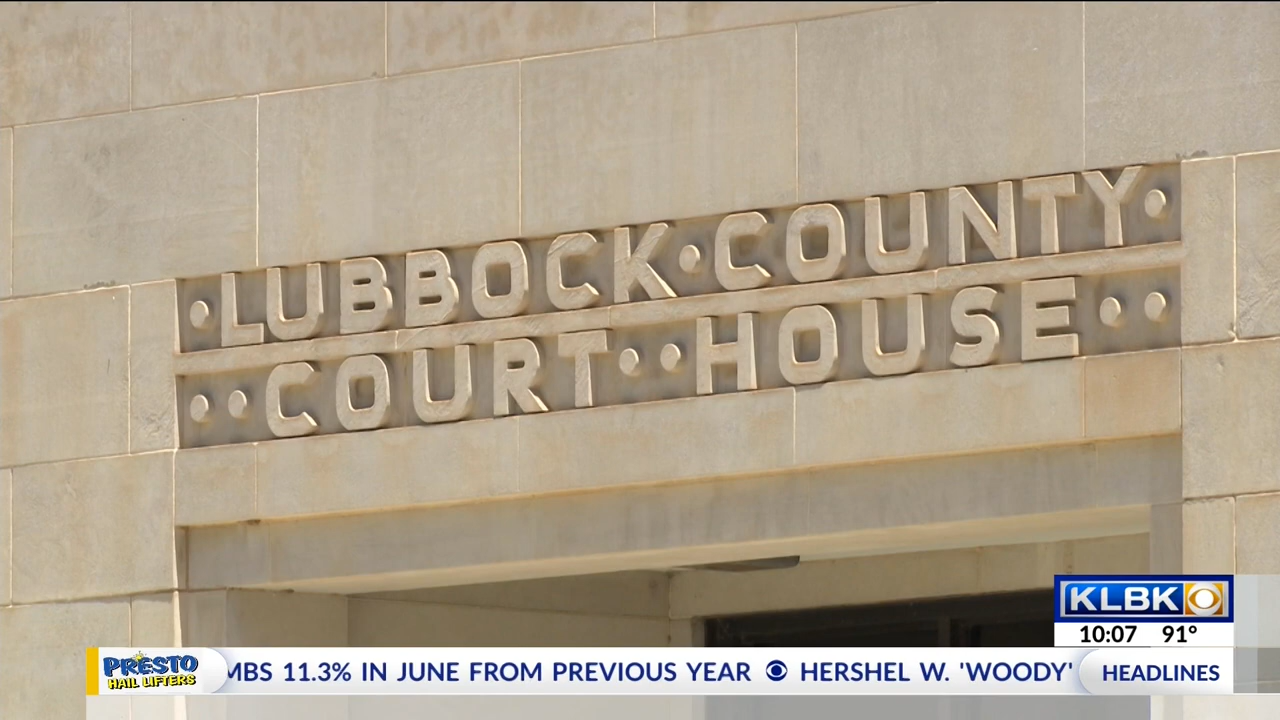 ·LUBBOCK·COUNTY·
··COURT··HOUSE··
KLBK
10:07 91°
PRESTO
HAIL LIFTERS
11.3% IN JUNE FROM PREVIOUS YEAR HERSHEL W. 'WOODY'
HEADLINES